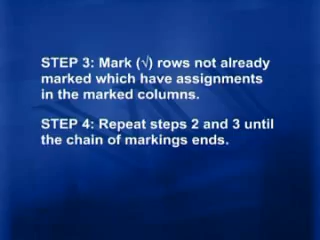 STEP 3: Mark (√) rows not already
marked which have assignments
in the marked columns.
STEP 4: Repeat steps 2 and 3 until
the chain of markings ends.